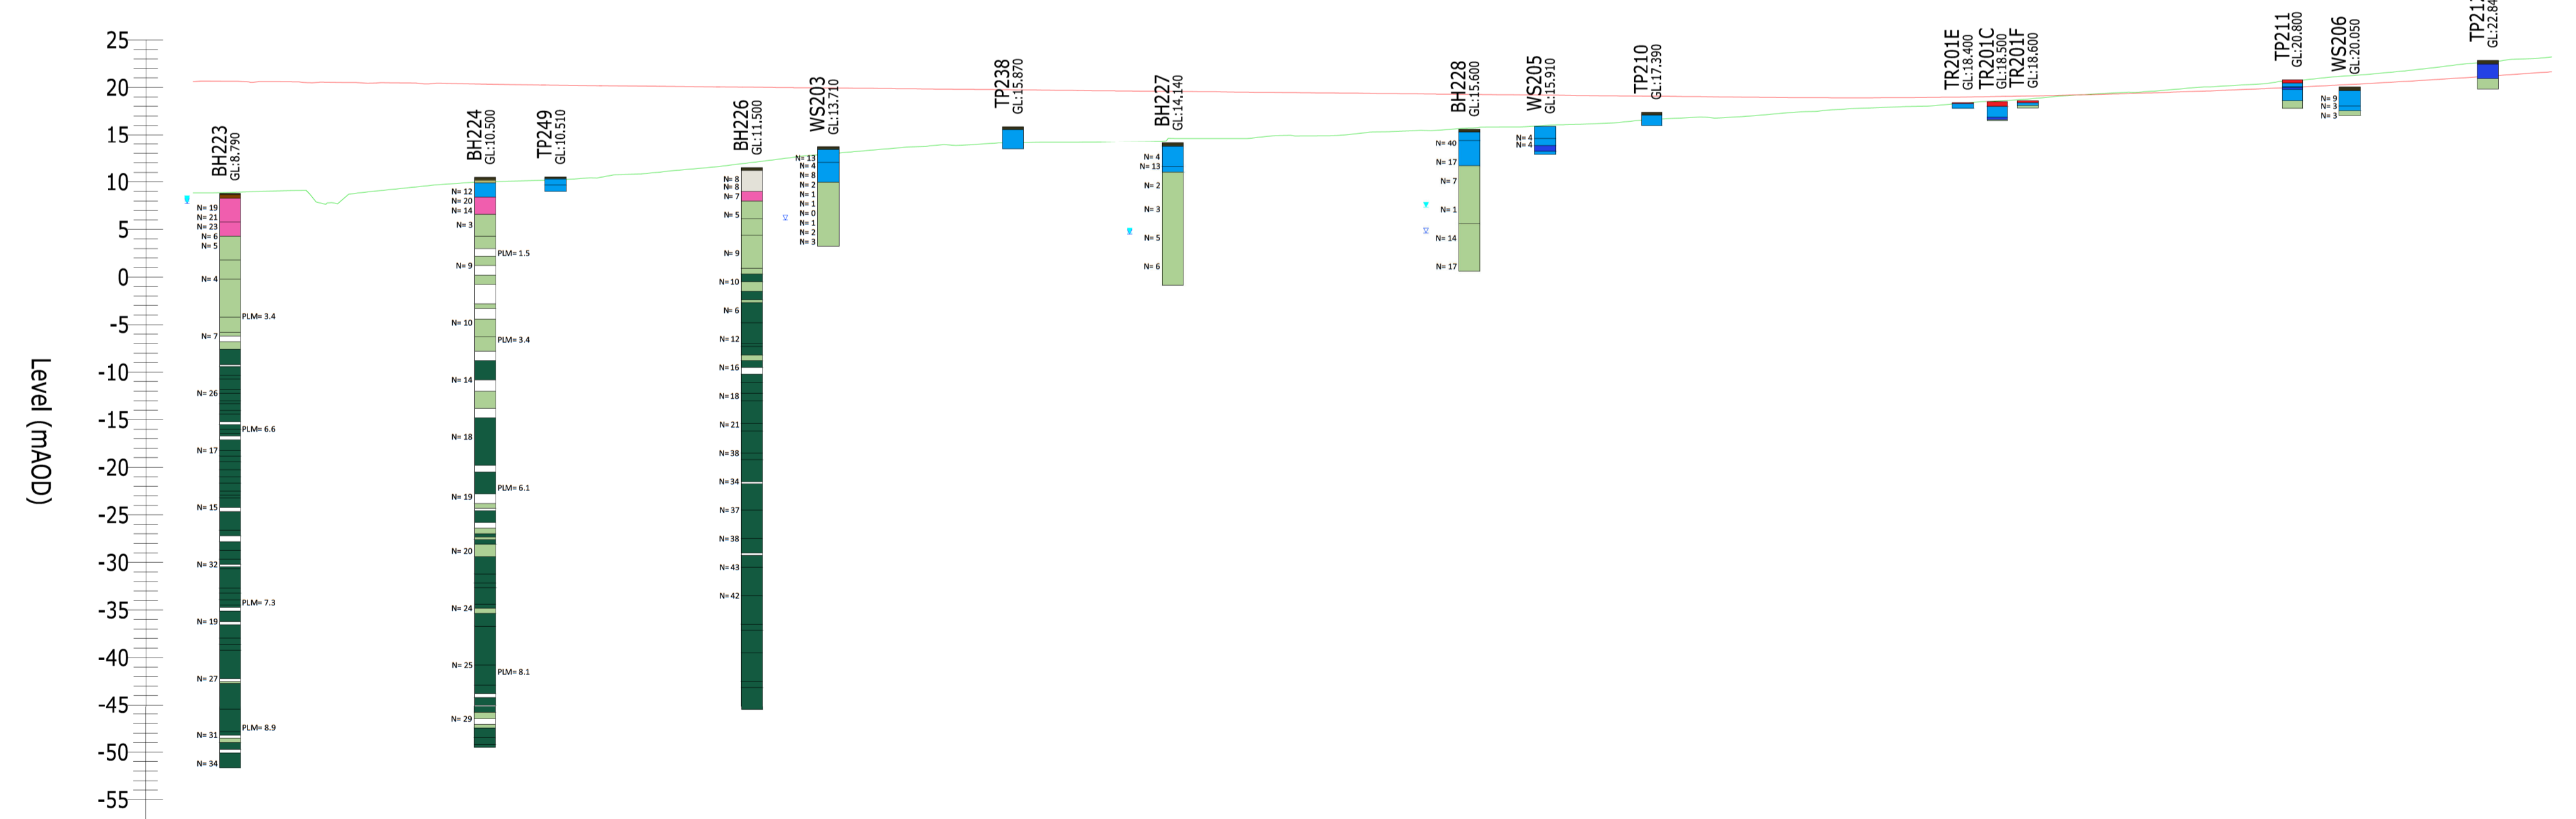 Level (mAOD)
25
20
15
10
5
0
-5
-10
-15
-20
-25
-30
-35
-40
-45
-50
-55
BH223
GL:8.790
N= 19
N= 21
N= 23
N= 6
N= 5
N= 4
N= 7
N= 26
N= 17
N= 15
N= 32
N= 19
N= 27
N= 31
N= 34
PLM= 3.4
PLM= 6.6
PLM= 7.3
PLM= 8.9
BH224
GL:10.500
N= 12
N= 20
N= 14
N= 3
N= 9
N= 10
N= 14
N= 18
N= 19
N= 20
N= 24
N= 25
N= 29
PLM= 1.5
PLM= 3.4
PLM= 6.1
PLM= 8.1
TP249
GL:10.510
BH226
GL:11.500
N= 8
N= 8
N= 7
N= 5
N= 9
N= 10
N= 6
N= 12
N= 16
N= 18
N= 21
N= 38
N= 34
N= 37
N= 38
N= 43
N= 42
WS203
GL:13.710
N= 13
N= 4
N= 8
N= 2
N= 1
N= 1
N= 0
N= 1
N= 2
N= 3
TP238
GL:15.870
BH227
GL:14.140
N= 4
N= 13
N= 2
N= 3
N= 5
N= 6
BH228
GL:15.600
N= 40
N= 17
N= 7
N= 1
N= 14
N= 17
WS205
GL:15.910
N= 4
N= 4
TP210
GL:17.390
TR201E
GL:18.400
TR201C
GL:18.500
TR201F
GL:18.600
TP211
GL:20.800
WS206
GL:20.050
N= 9
N= 3
N= 3
TP21
GL:22.84